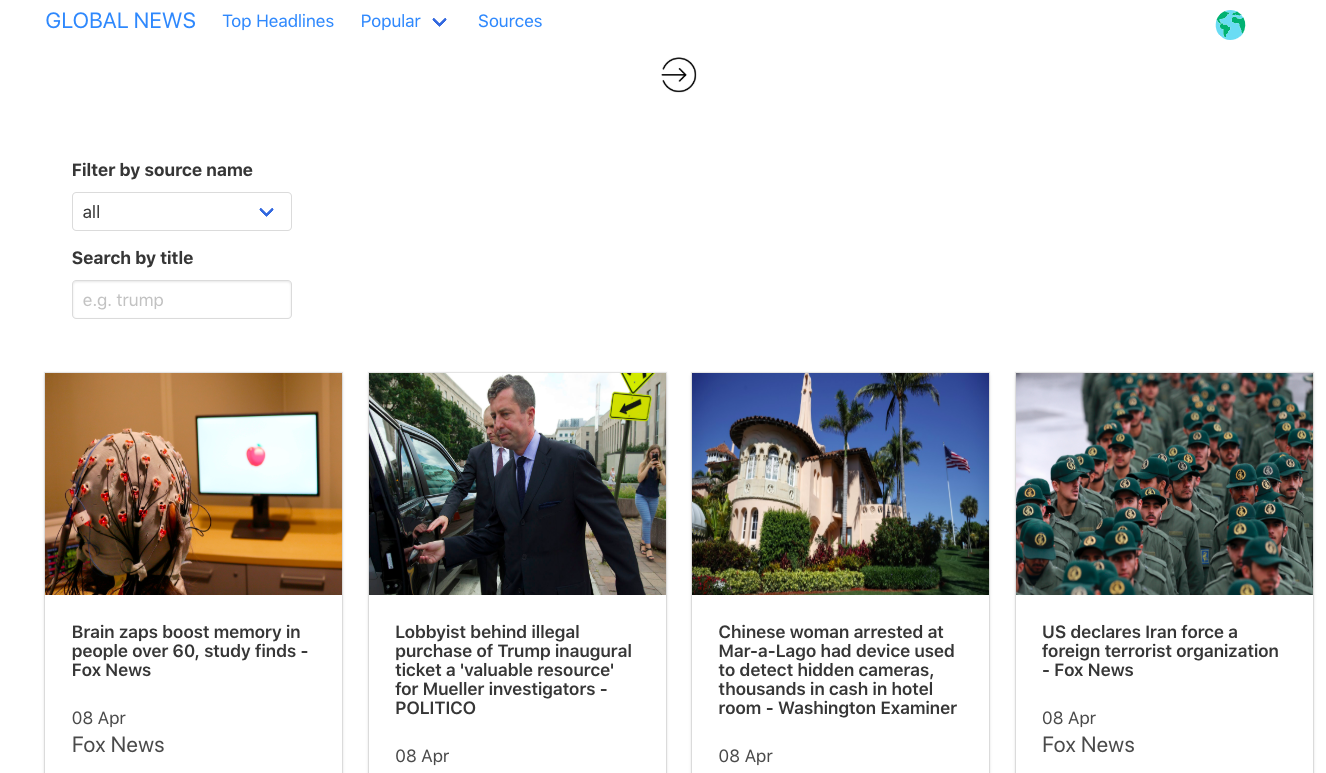 GLOBAL NEWS Top Headlines Popular Sources
Filter by source name
all
Search by title
e.g. trump
Brain zaps boost memory in
people over 60, study finds -
Fox News
08 Apr
Fox News
Lobbyist behind illegal
purchase of Trump inaugural
ticket a 'valuable resource'
for Mueller investigators -
POLITICO
08 Apr
Chinese woman arrested at
Mar-a-Lago had device used
to detect hidden cameras,
thousands in cash in hotel
room - Washington Examiner
08 Apr
US declares Iran force a
foreign terrorist organization
- Fox News
08 Apr
Fox News